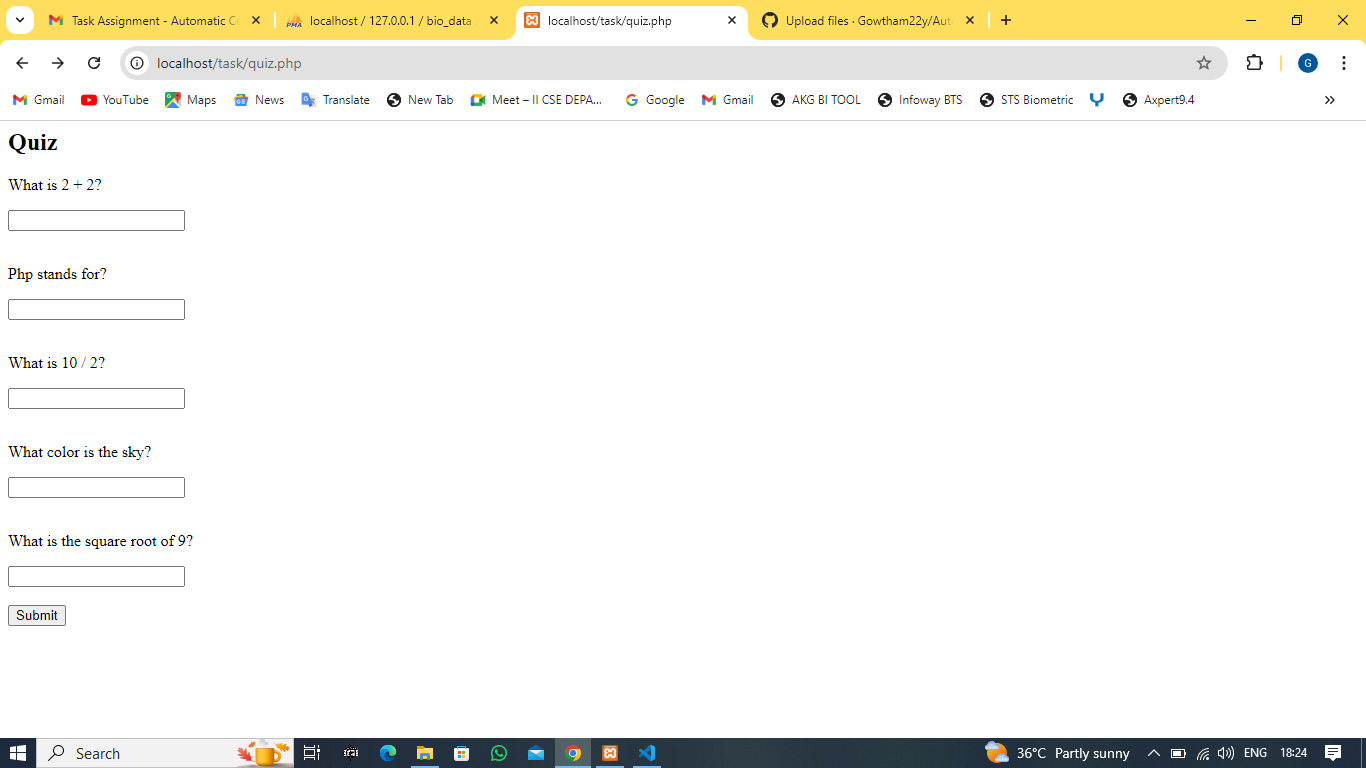 Task Assignment - Automatic Ce
localhost / 127.0.0.1 / bio_data
localhost/task/quiz.php
Upload files · Gowtham22y/Aut
localhost/task/quiz.php
G
Gmail
YouTube
Maps
News
Translate
New Tab
Meet – II CSE DEPA...
Google
Gmail
AKG BI TOOL
Infoway BTS
STS Biometric
Axpert9.4
Quiz
What is 2 + 2?
Php stands for?
What is 10 / 2?
What color is the sky?
What is the square root of 9?
Submit
Search
36°C Partly sunny
ENG
18:24